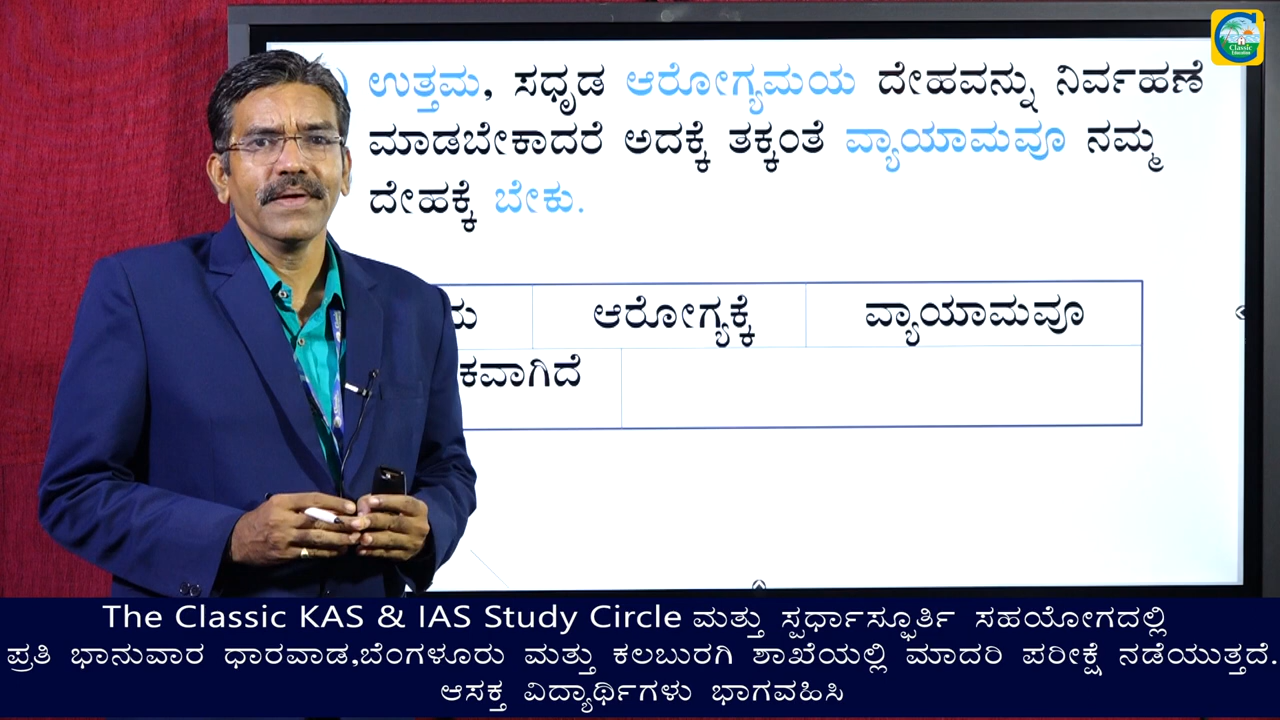 Classic
Education
) ಉತ್ತಮ, ಸಧೃಡ ಆರೋಗ್ಯಮಯ ದೇಹವನ್ನು ನಿರ್ವಹಣೆ
ಮಾಡಬೇಕಾದರೆ ಅದಕ್ಕೆ ತಕ್ಕಂತೆ ವ್ಯಾಯಾಮವೂ ನಮ್ಮ
ದೇಹಕ್ಕೆ ಬೇಕು.
ಆರೋಗ್ಯಕ್ಕೆ ವ್ಯಾಯಾಮವೂ
ಕವಾಗಿದೆ
The Classic KAS & IAS Study Circle ಮತ್ತು ಸ್ಪರ್ಧಾಸ್ಫೂರ್ತಿ ಸಹಯೋಗದಲ್ಲಿ
ಪ್ರತಿ ಭಾನುವಾರ ಧಾರವಾಡ,ಬೆಂಗಳೂರು ಮತ್ತು ಕಲಬುರಗಿ ಶಾಖೆಯಲ್ಲಿ ಮಾದರಿ ಪರೀಕ್ಷೆ ನಡೆಯುತ್ತದೆ.
ಆಸಕ್ತ ವಿದ್ಯಾರ್ಥಿಗಳು ಭಾಗವಹಿಸಿ